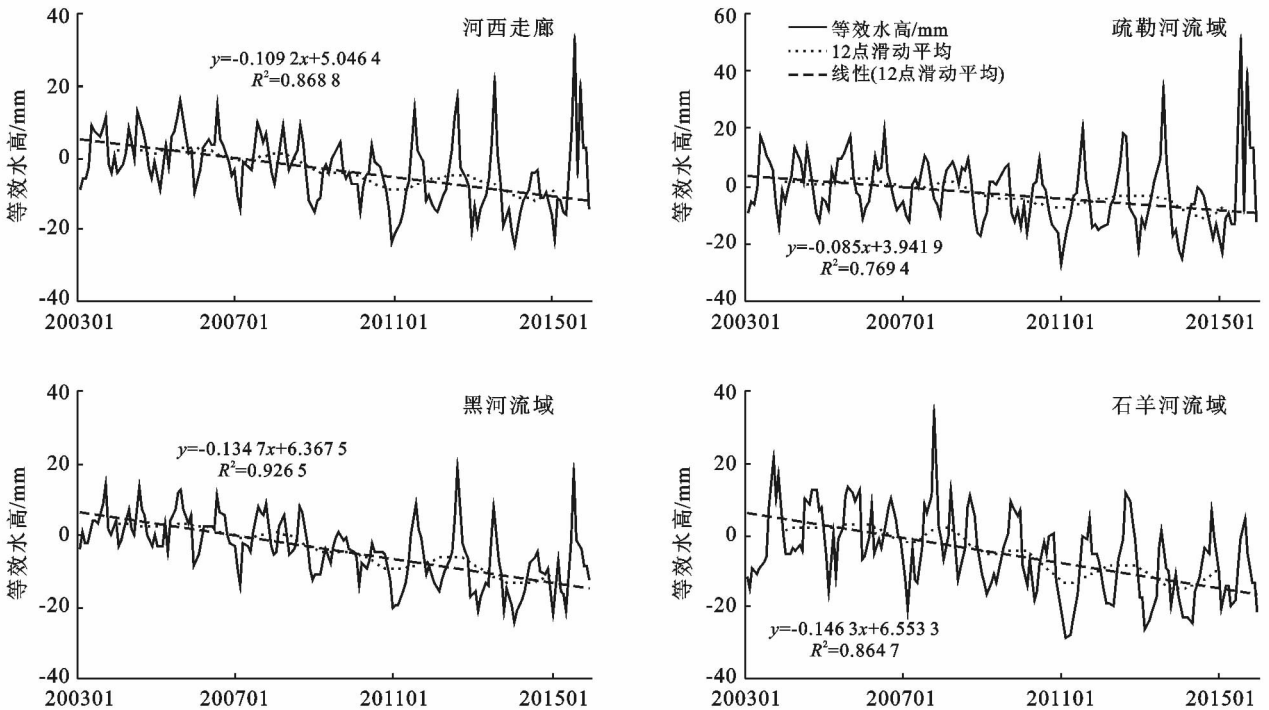 河西走廊
y=-0.109 2x+5.046 4
R²=0.868 8
等效水高/mm
40
20
0
-20
-40
200301
200701
201101
201501
疏勒河流域
等效水高/mm
12点滑动平均
线性(12点滑动平均)
y=-0.085x+3.941 9
R²=0.769 4
等效水高/mm
60
40
20
0
-20
-40
200301
200701
201101
201501
黑河流域
y=-0.134 7x+6.367 5
R²=0.926 5
等效水高/mm
40
20
0
-20
-40
200301
200701
201101
201501
石羊河流域
y=-0.146 3x+6.553 3
R²=0.864 7
等效水高/mm
40
20
0
-20
-40
200301
200701
201101
201501